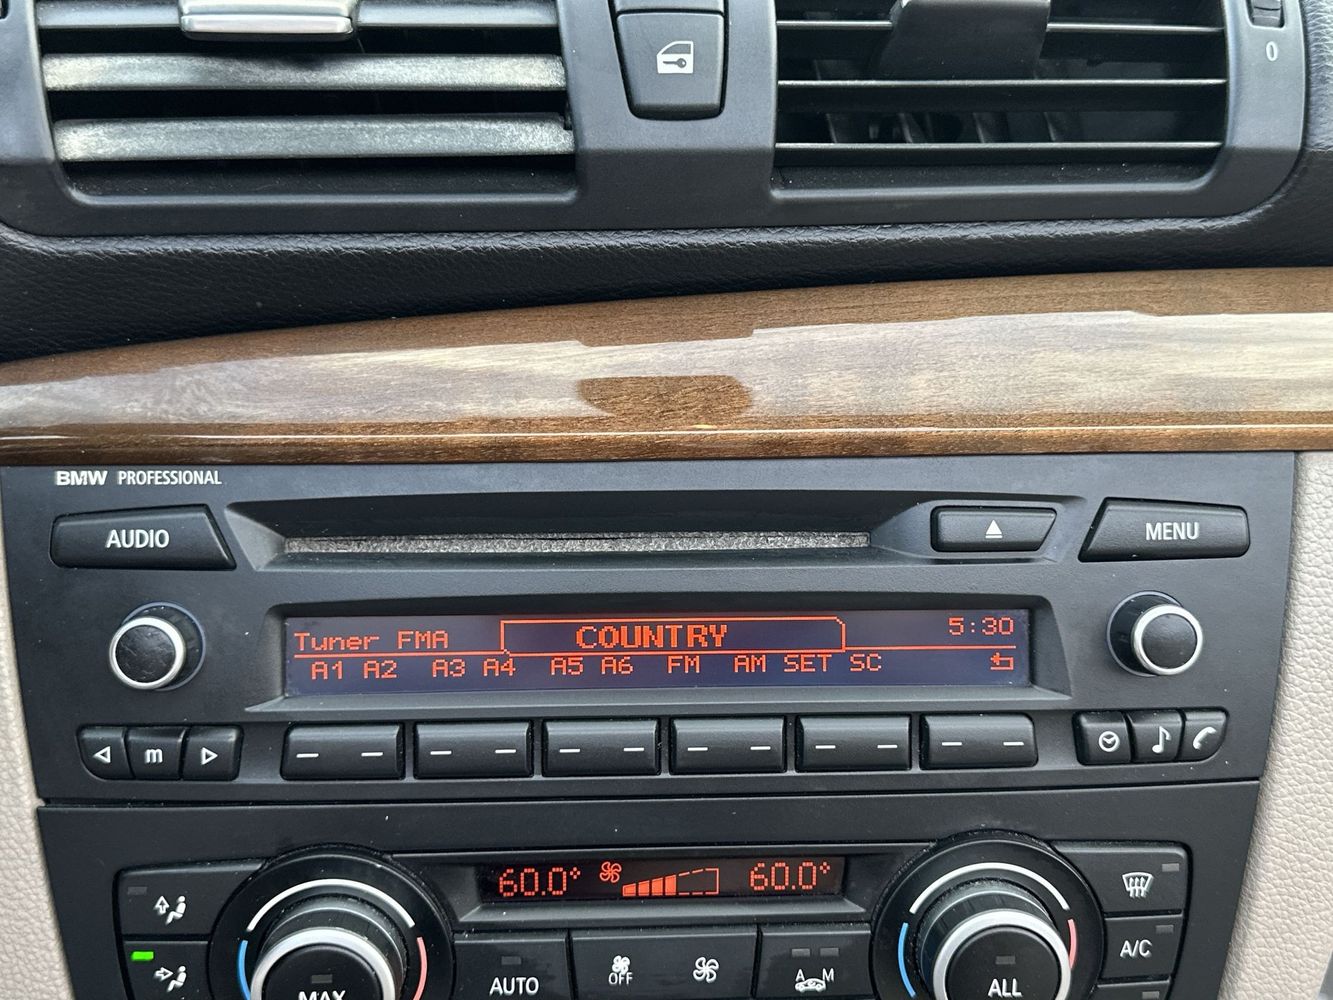 0
BMW PROFESSIONAL
AUDIO
MENU
Tuner FMA
COUNTRY
5:30
A1 A2 A3 A4 A5 A6 FM AM SET SC
m
60.0°
60.0°
MAX
AUTO
OFF
A M
ALL
A/C